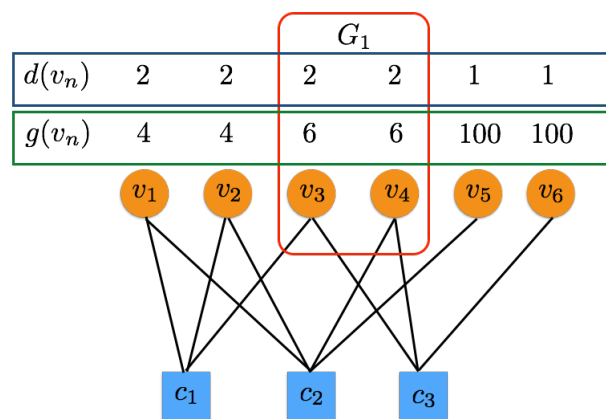 G₁
d(vₙ) 2 2 2 2 1 1
g(vₙ) 4 4 6 6 100 100
v₁ v₂ v₃ v₄ v₅ v₆
c₁ c₂ c₃